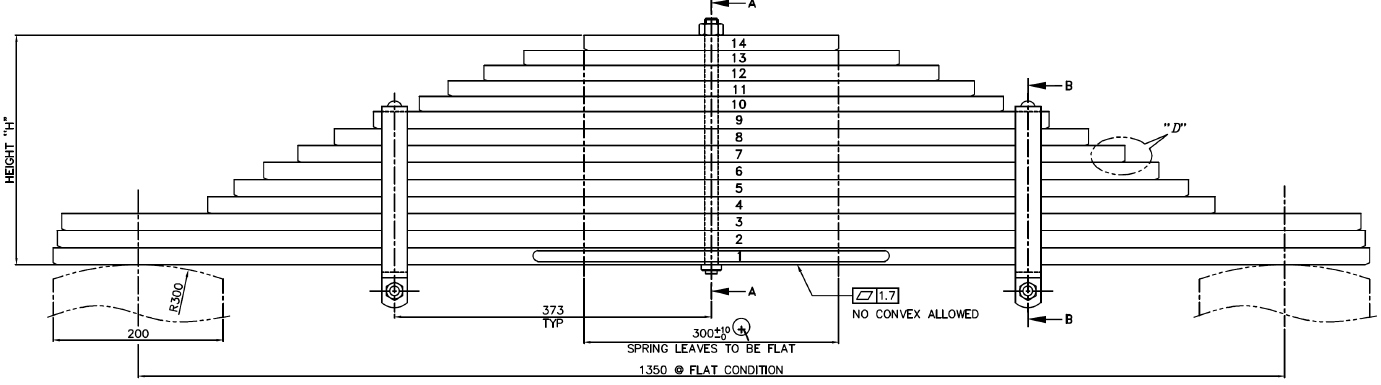 A
14
13
12
11
10
9
8
7
6
5
4
3
2
1
HEIGHT "H"
B
"D"
R300
200
373
TYP
A
1.7
NO CONVEX ALLOWED
B
300 +10 -0
SPRING LEAVES TO BE FLAT
1350 @ FLAT CONDITION